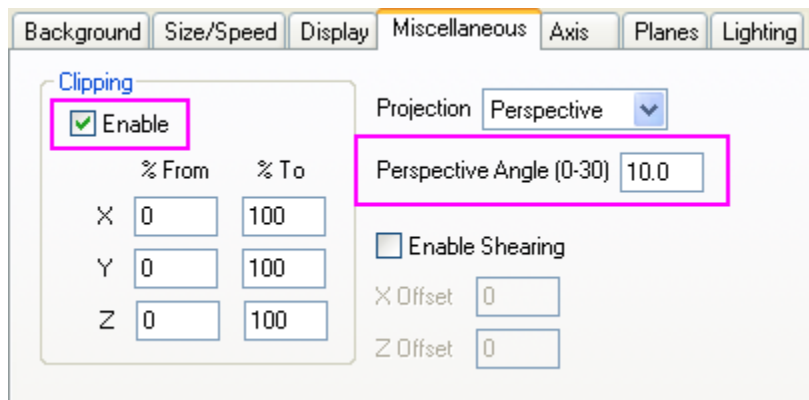 Background Size/Speed Display Miscellaneous Axis Planes Lighting
Clipping
Enable
% From % To
X 0 100
Y 0 100
Z 0 100
Projection Perspective
Perspective Angle (0-30) 10.0
Enable Shearing
X Offset 0
Z Offset 0